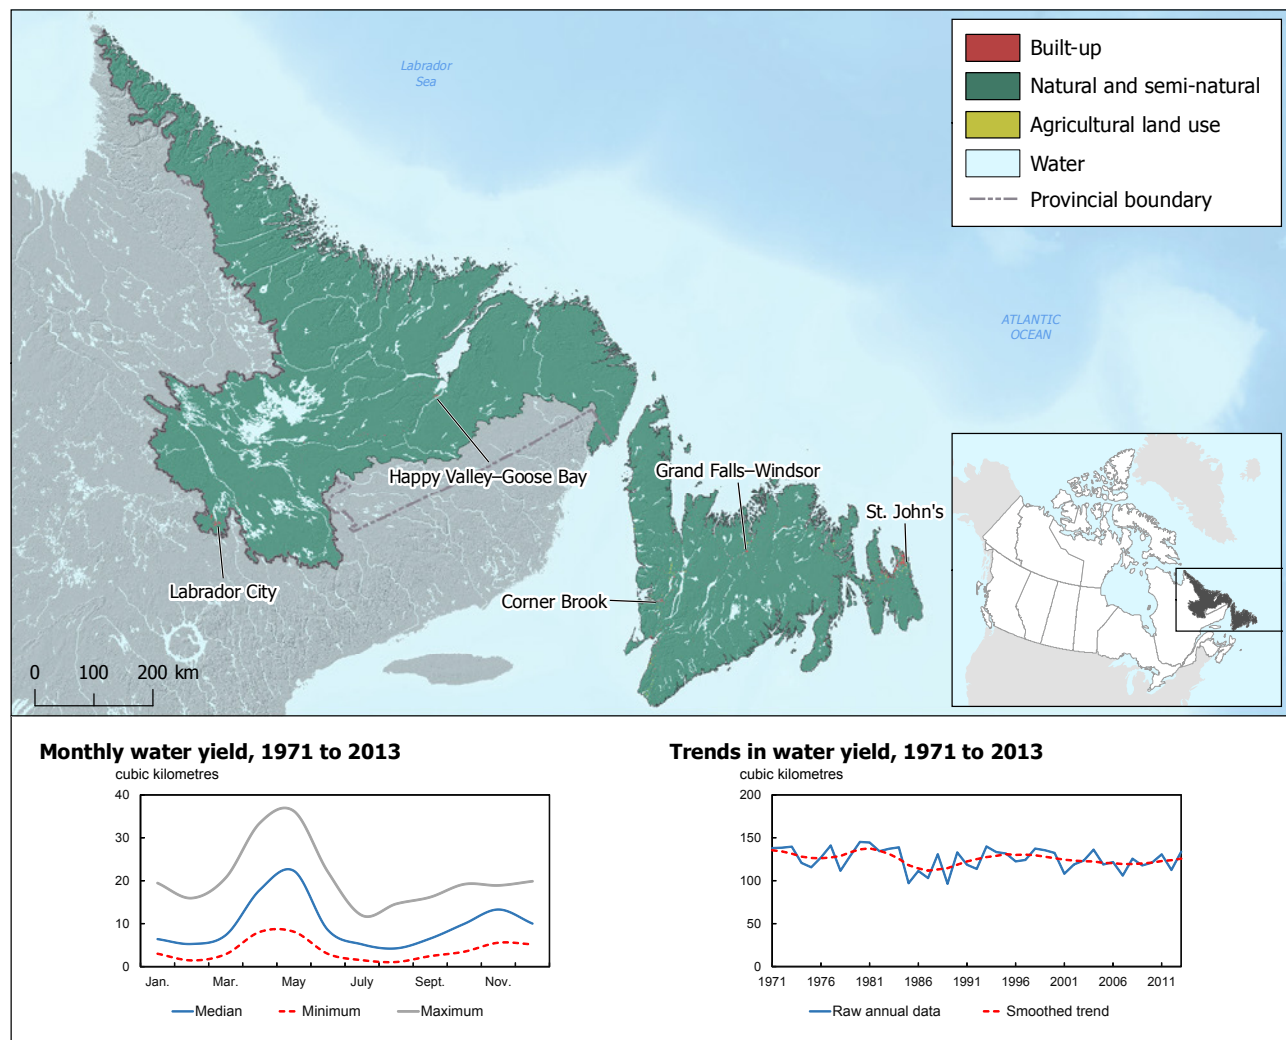 Labrador
Sea
Built-up
Natural and semi-natural
Agricultural land use
Water
Provincial boundary
ATLANTIC
OCEAN
Happy Valley–Goose Bay
Grand Falls–Windsor
St. John's
Labrador City
Corner Brook
0 100 200 km
Monthly water yield, 1971 to 2013
cubic kilometres
40
30
20
10
0
Jan. Mar. May July Sept. Nov.
Median Minimum Maximum
Trends in water yield, 1971 to 2013
cubic kilometres
200
150
100
50
0
1971 1976 1981 1986 1991 1996 2001 2006 2011
Raw annual data Smoothed trend